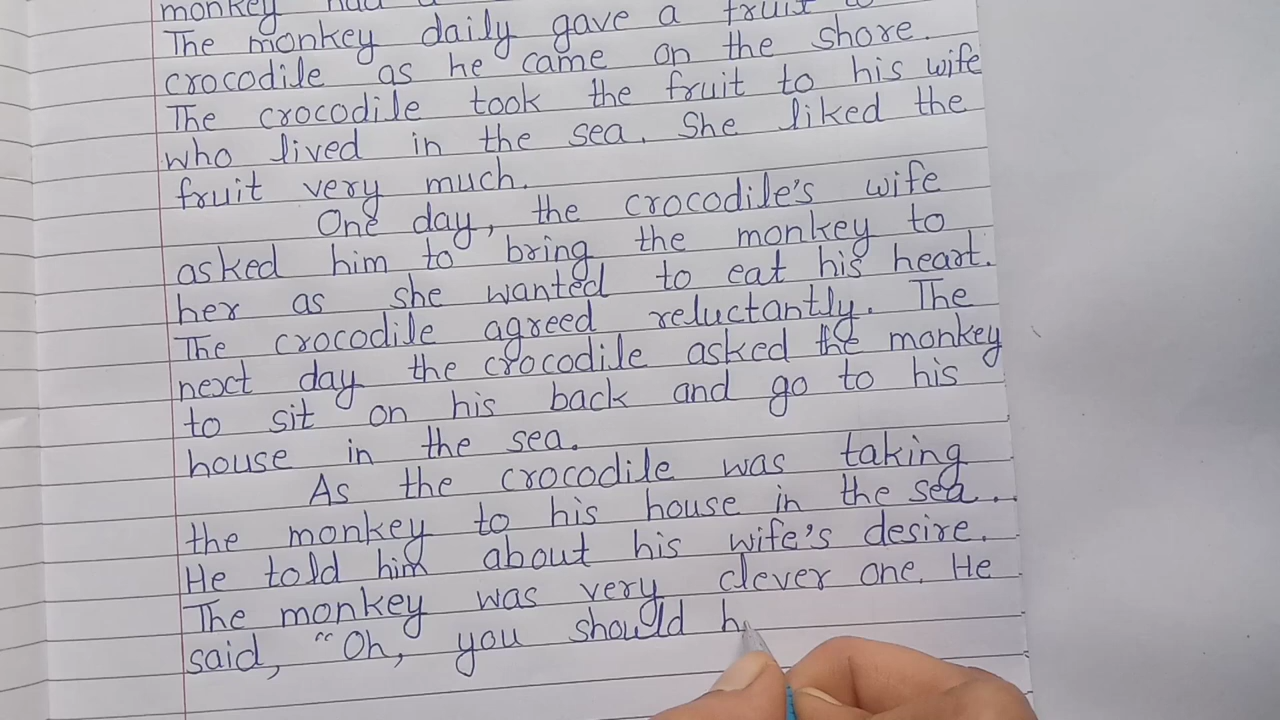 monkey had a
The monkey daily gave a fruit to
crocodile as he came on the shore.
The crocodile took the fruit to his wife
who lived in the sea. She liked the
fruit very much.
One day, the crocodile's wife
asked him to bring the monkey to
her as she wanted to eat his heart.
The crocodile agreed reluctantly. The
next day the crocodile asked the monkey
to sit on his back and go to his
house in the sea.
As the crocodile was taking
the monkey to his house in the sea.
He told him about his wife's desire.
The monkey was very clever one. He
said, "Oh, you should h